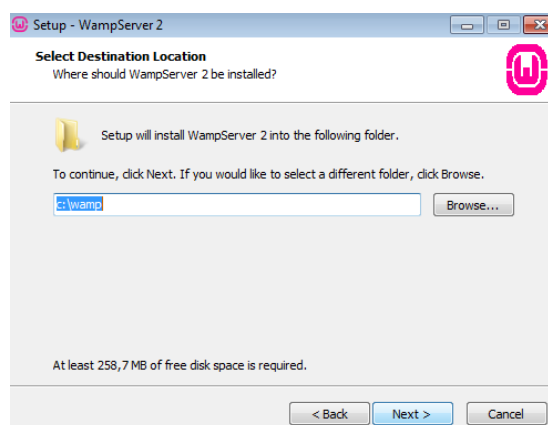 Setup - WampServer 2
Select Destination Location
Where should WampServer 2 be installed?
Setup will install WampServer 2 into the following folder.
To continue, click Next. If you would like to select a different folder, click Browse.
c:\wamp
Browse...
At least 258,7 MB of free disk space is required.
< Back
Next >
Cancel